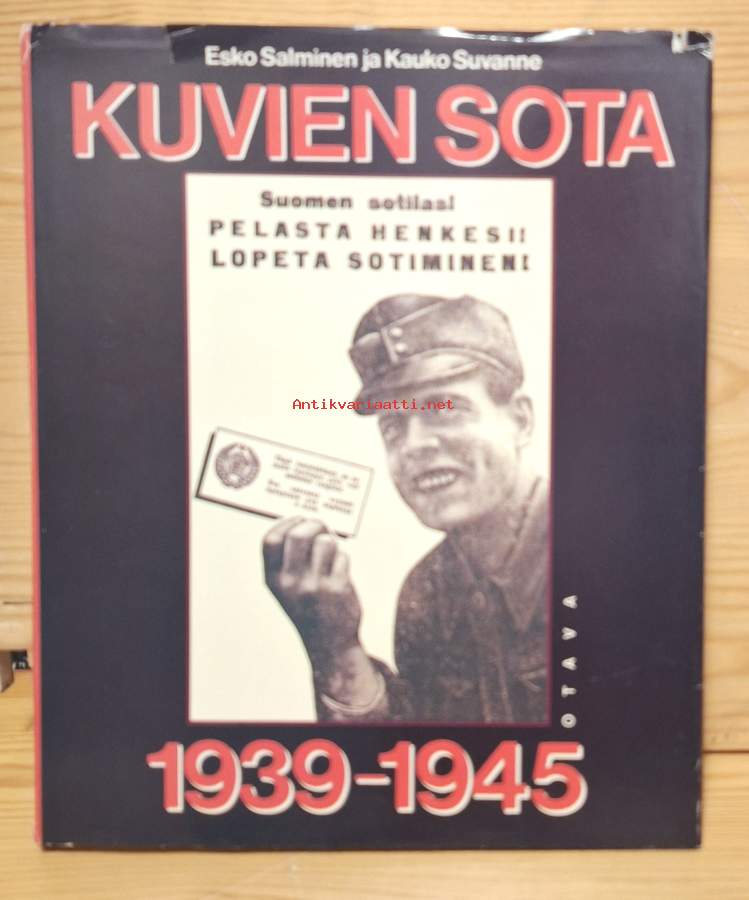 Esko Salminen ja Kauko Suvanne
KUVIEN SOTA
Suomen sotilas!
PELASTA HENKESI!
LOPETA SOTIMINEN!
Antikvariaatti.net
OTAVA
1939-1945